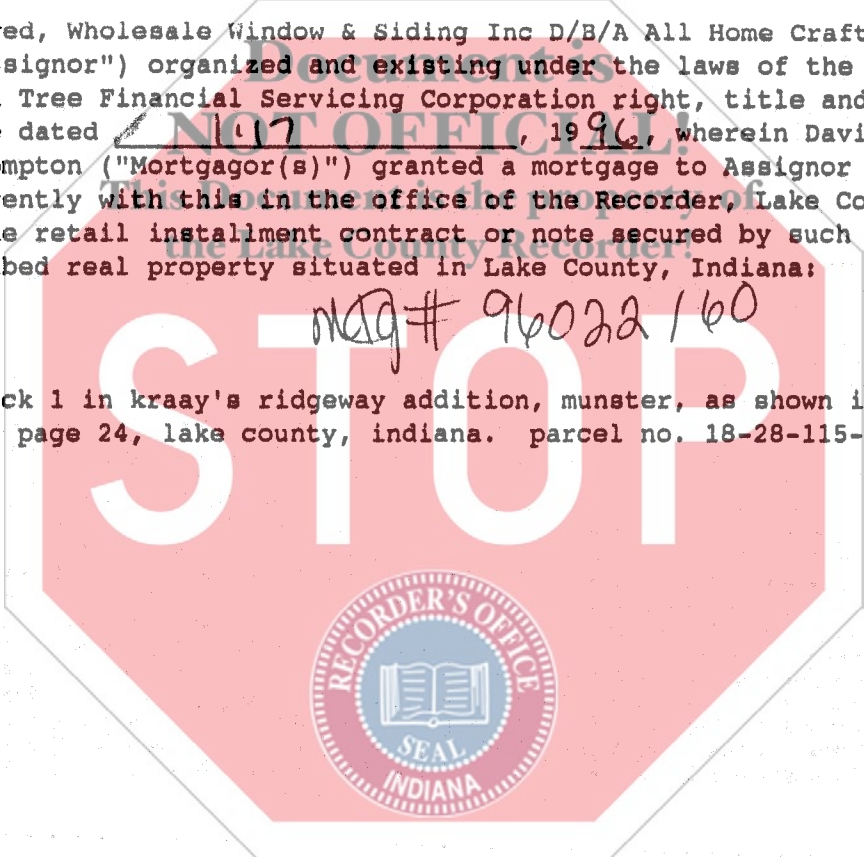 red, Wholesale Window & Siding Inc D/B/A All Home Craft
ssignor") organized and existing under the laws of the
Tree Financial Servicing Corporation right, title and
e dated 1-17, 1996, wherein Davi
mpton ("Mortgagor(s)") granted a mortgage to Assignor
ently with this in the office of the Recorder, Lake Co
e retail installment contract or note secured by such
bed real property situated in Lake County, Indiana:
Mtg# 96022160
ck 1 in kraay's ridgeway addition, munster, as shown i
page 24, lake county, indiana. parcel no. 18-28-115-
Document is
NOT OFFICIAL!
This Document is the property of
the Lake County Recorder!
STOP
RECORDER'S OFFICE
SEAL
INDIANA